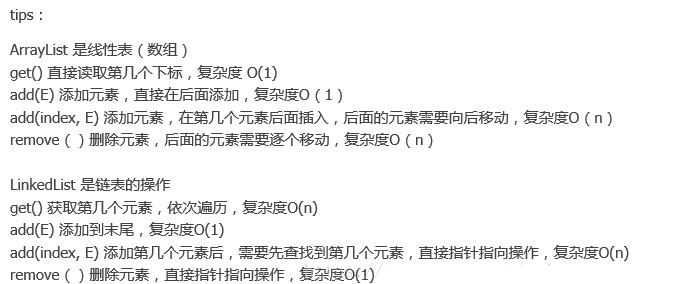 tips：
ArrayList 是线性表（数组）
get() 直接读取第几个下标，复杂度 O(1)
add(E) 添加元素，直接在后面添加，复杂度O（1）
add(index, E) 添加元素，在第几个元素后面插入，后面的元素需要向后移动，复杂度O（n）
remove（）删除元素，后面的元素需要逐个移动，复杂度O（n）
LinkedList 是链表的操作
get() 获取第几个元素，依次遍历，复杂度O(n)
add(E) 添加到末尾，复杂度O(1)
add(index, E) 添加第几个元素后，需要先查找到第几个元素，直接指针指向操作，复杂度O(n)
remove（）删除元素，直接指针指向操作，复杂度O(1)